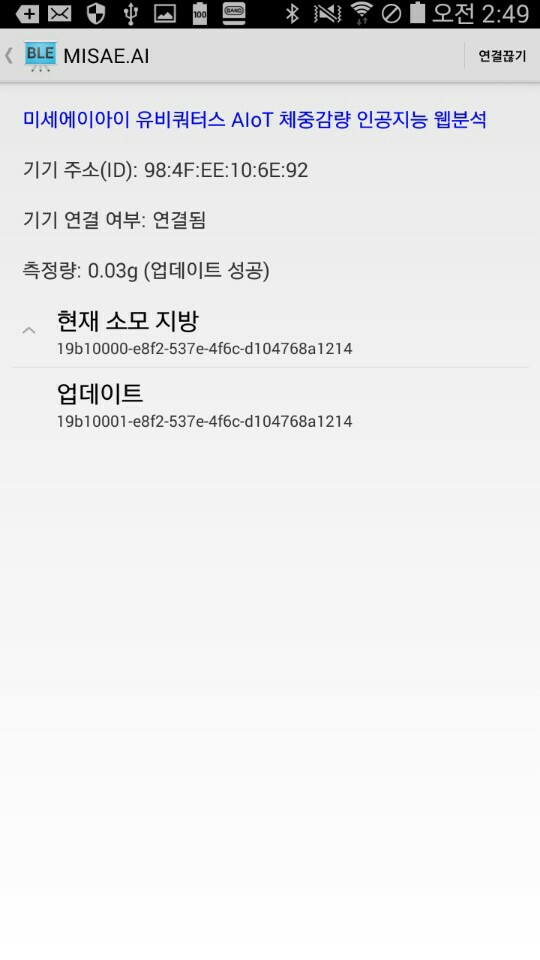 100
BAND
오전 2:49
BLE
MISAE.AI
연결끊기
미세에이아이 유비쿼터스 AIoT 체중감량 인공지능 웹분석
기기 주소(ID): 98:4F:EE:10:6E:92
기기 연결 여부: 연결됨
측정량: 0.03g (업데이트 성공)
현재 소모 지방
19b10000-e8f2-537e-4f6c-d104768a1214
업데이트
19b10001-e8f2-537e-4f6c-d104768a1214